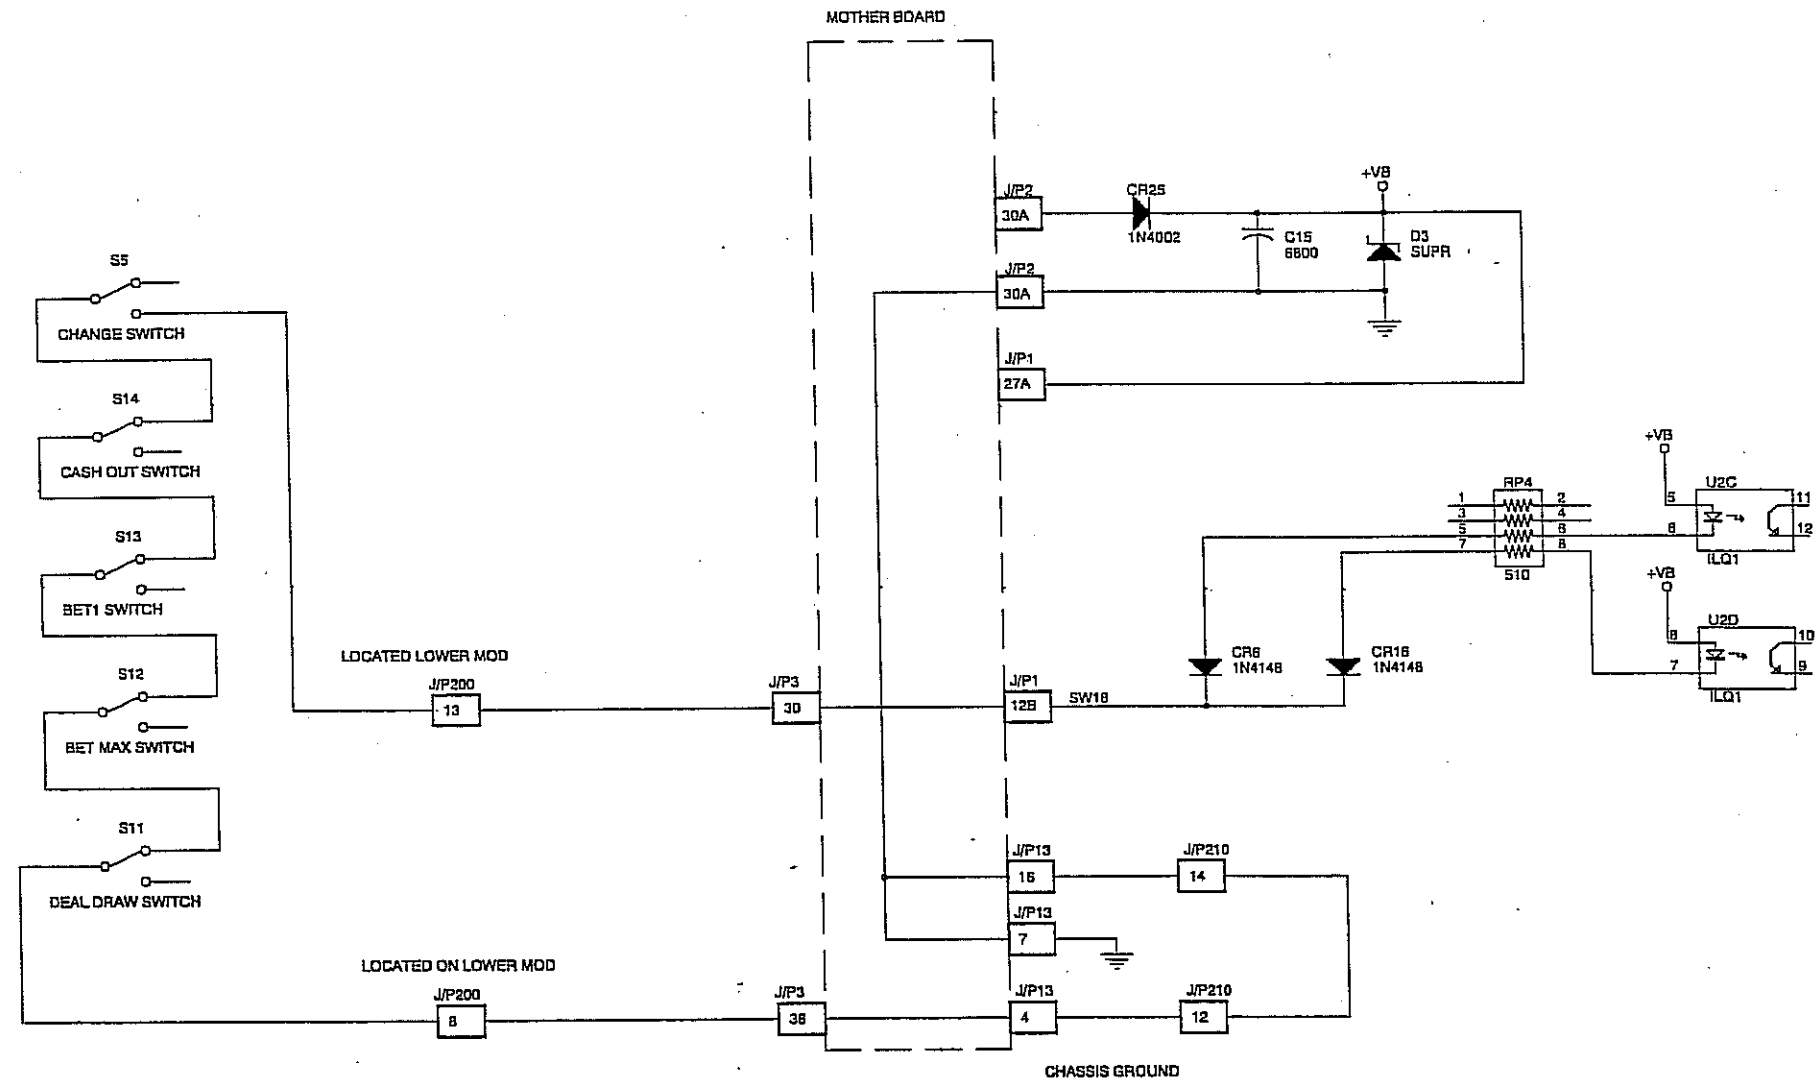 MOTHER BOARD
J/P2
30A
CR25
1N4002
+VB
C15
6800
D3
SUPR
J/P2
30A
J/P1
27A
S5
CHANGE SWITCH
S14
CASH OUT SWITCH
S13
BET1 SWITCH
S12
BET MAX SWITCH
S11
DEAL DRAW SWITCH
LOCATED LOWER MOD
J/P200
13
J/P3
30
J/P1
12B
SW18
CR6
1N4148
CR16
1N4148
RP4
1 2
3 4
5 6
7 8
510
+VB
U2C
5 11
6 12
ILQ1
+VB
U2D
8 10
7 9
ILQ1
J/P13
16
J/P210
14
J/P13
7
LOCATED ON LOWER MOD
J/P200
8
J/P3
36
J/P13
4
J/P210
12
CHASSIS GROUND